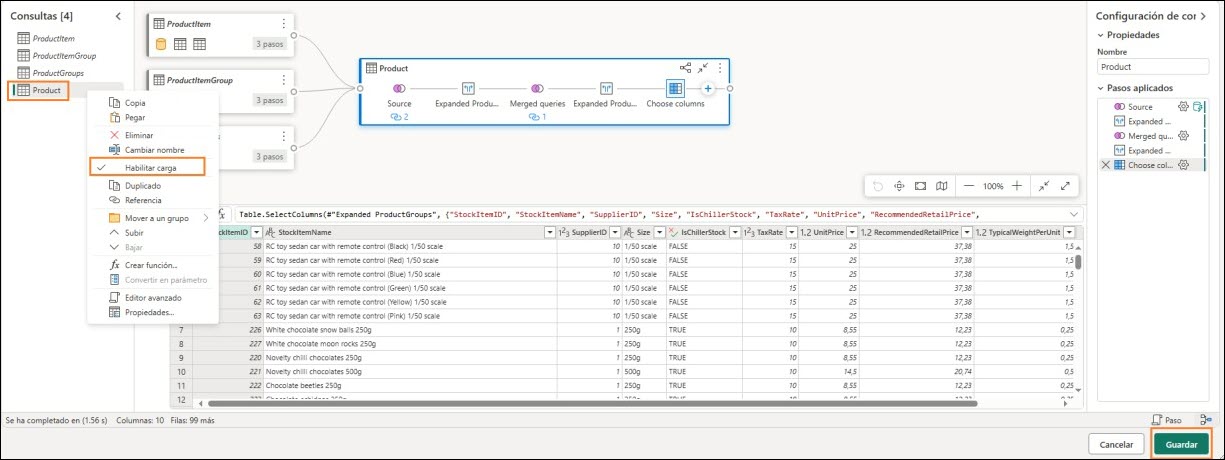 Consultas [4]
ProductItem
ProductItemGroup
ProductGroups
Product
Copia
Pegar
Eliminar
Cambiar nombre
Habilitar carga
Duplicado
Referencia
Mover a un grupo
Subir
Bajar
fx Crear función...
Convertir en parámetro
Editor avanzado
Propiedades...
ProductItem
3 pasos
ProductItemGroup
3 pasos
3 pasos
Product
Source
Expanded Produ...
Merged queries
Expanded Produ...
Choose columns
2
1
100%
Table.SelectColumns(#"Expanded ProductGroups", {"StockItemID", "StockItemName", "SupplierID", "Size", "IsChillerStock", "TaxRate", "UnitPrice", "RecommendedRetailPrice",
ckItemID StockItemName SupplierID Size IsChillerStock TaxRate UnitPrice RecommendedRetailPrice TypicalWeightPerUnit
58 RC toy sedan car with remote control (Black) 1/50 scale 10 1/50 scale FALSE 15 25 37,38 1,5
59 RC toy sedan car with remote control (Red) 1/50 scale 10 1/50 scale FALSE 15 25 37,38 1,5
60 RC toy sedan car with remote control (Blue) 1/50 scale 10 1/50 scale FALSE 15 25 37,38 1,5
61 RC toy sedan car with remote control (Green) 1/50 scale 10 1/50 scale FALSE 15 25 37,38 1,5
62 RC toy sedan car with remote control (Yellow) 1/50 scale 10 1/50 scale FALSE 15 25 37,38 1,5
63 RC toy sedan car with remote control (Pink) 1/50 scale 10 1/50 scale FALSE 15 25 37,38 1,5
7 226 White chocolate snow balls 250g 1 250g TRUE 10 8,55 12,23 0,25
8 227 White chocolate moon rocks 250g 1 250g TRUE 10 8,55 12,23 0,25
9 220 Novelty chilli chocolates 250g 1 250g TRUE 10 8,55 12,23 0,25
10 221 Novelty chilli chocolates 500g 1 500g TRUE 10 14,5 20,74 0,5
11 222 Chocolate beetles 250g 1 250g TRUE 10 8,55 12,23 0,25
12
Configuración de cor
Propiedades
Nombre
Product
Pasos aplicados
Source
Expanded ...
Merged qu...
Expanded ...
Choose col...
Se ha completado en (1.56 s) Columnas: 10 Filas: 99 más
Paso
Cancelar
Guardar